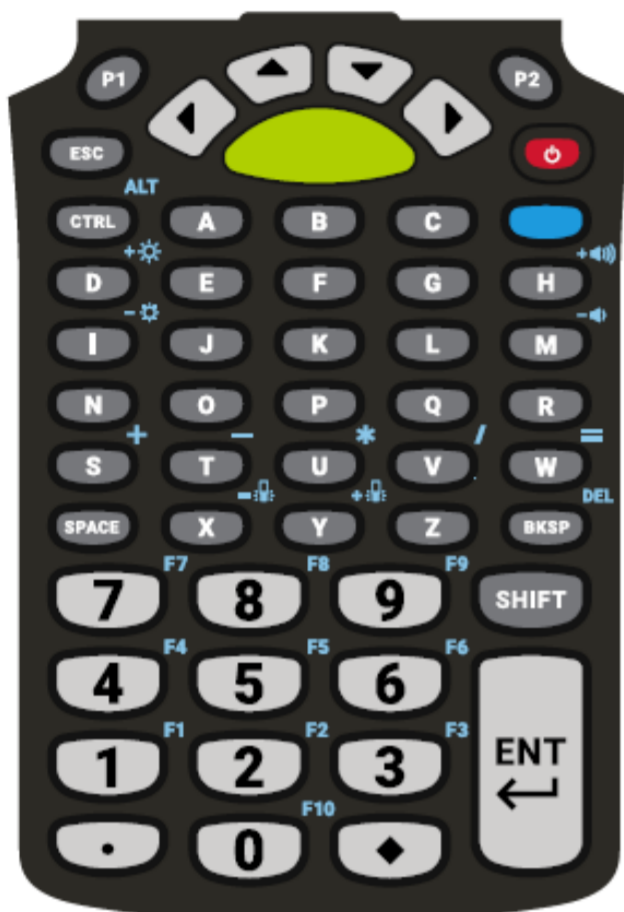 P1 P2
ESC
ALT
CTRL A B C
+ +
D E F G H
- -
I J K L M
N O P Q R
+ - * / =
S T U V W
- + DEL
SPACE X Y Z BKSP
F7 F8 F9
7 8 9 SHIFT
F4 F5 F6
4 5 6
F1 F2 F3
1 2 3 ENT
F10
. 0 ◆